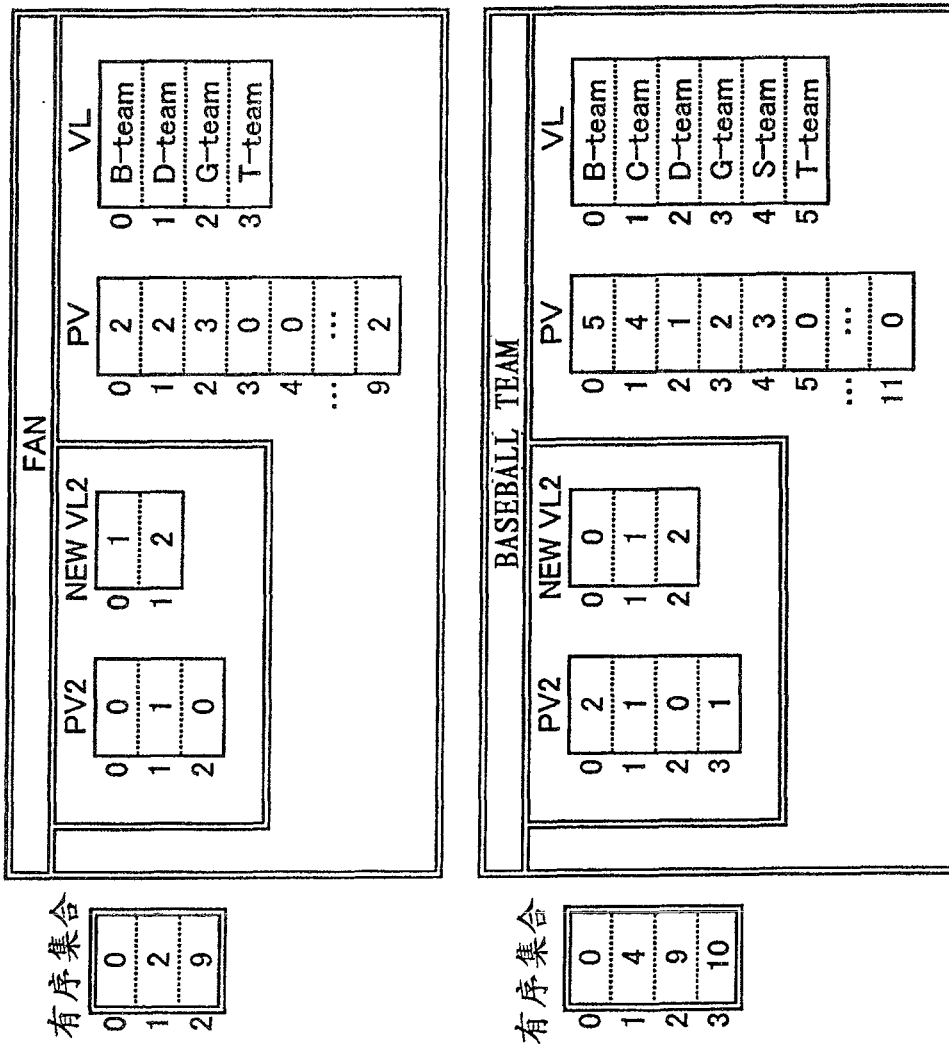 FAN
有序集合 PV2 NEW VL2 PV VL
0 0 0 0 0 1 0 2 0 B-team
1 2 1 1 1 2 1 2 1 D-team
2 9 2 0 2 3 2 G-team
3 0 3 T-team
4 0
... ...
9 2
BASEBALL TEAM
有序集合 PV2 NEW VL2 PV VL
0 0 0 2 0 0 0 5 0 B-team
1 4 1 1 1 1 1 4 1 C-team
2 9 2 0 2 2 2 1 2 D-team
3 10 3 1 3 2 3 G-team
4 3 4 S-team
5 0 5 T-team
... ...
11 0